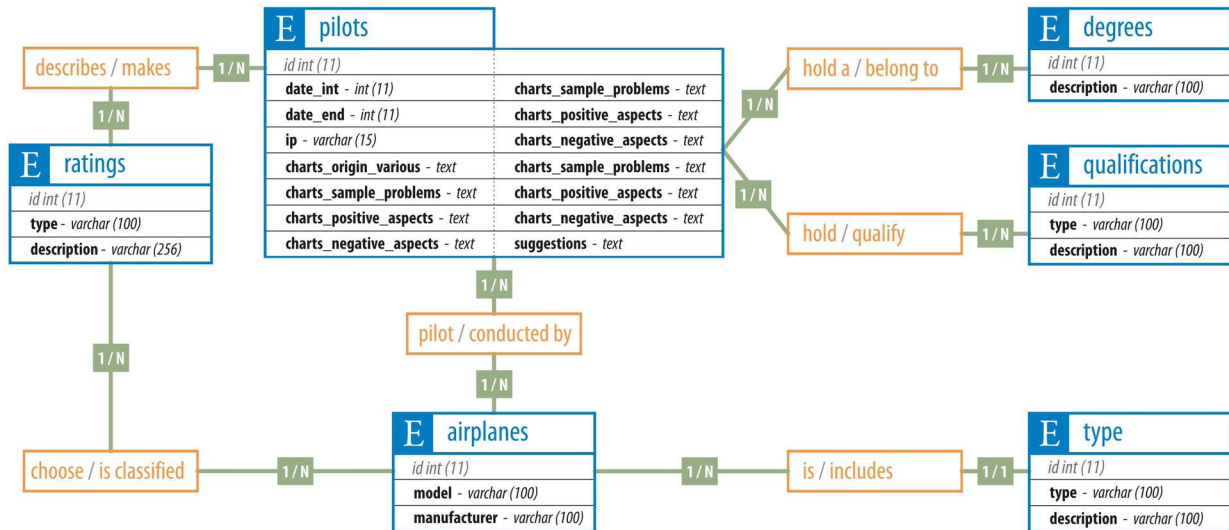 E pilots
id int (11)
date_int - int (11)
date_end - int (11)
ip - varchar (15)
charts_origin_various - text
charts_sample_problems - text
charts_positive_aspects - text
charts_negative_aspects - text
charts_sample_problems - text
charts_positive_aspects - text
charts_negative_aspects - text
charts_sample_problems - text
charts_positive_aspects - text
charts_negative_aspects - text
suggestions - text
describes / makes
1 / N
1 / N
E ratings
id int (11)
type - varchar (100)
description - varchar (256)
1 / N
choose / is classified
1 / N
1 / N
pilot / conducted by
1 / N
E airplanes
id int (11)
model - varchar (100)
manufacturer - varchar (100)
1 / N
hold a / belong to
1 / N
E degrees
id int (11)
description - varchar (100)
1 / N
hold / qualify
1 / N
E qualifications
id int (11)
type - varchar (100)
description - varchar (100)
1 / N
is / includes
1 / 1
E type
id int (11)
type - varchar (100)
description - varchar (100)